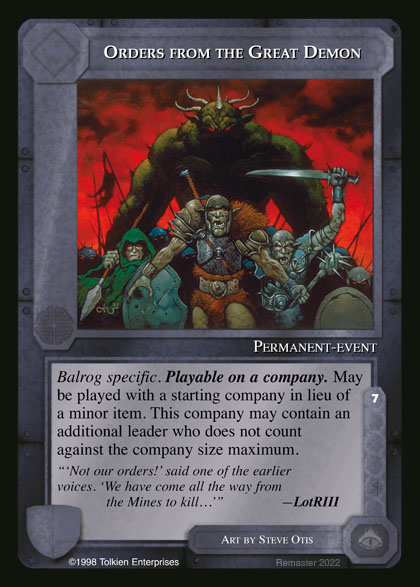 Orders from the Great Demon
Permanent-event
Balrog specific. Playable on a company. May
be played with a starting company in lieu of
a minor item. This company may contain an
additional leader who does not count
against the company size maximum.
7
“‘Not our orders!’ said one of the earlier
voices. ‘We have come all the way from
the Mines to kill…’” –LotRIII
Art by Steve Otis
©1998 Tolkien Enterprises
Remaster 2022